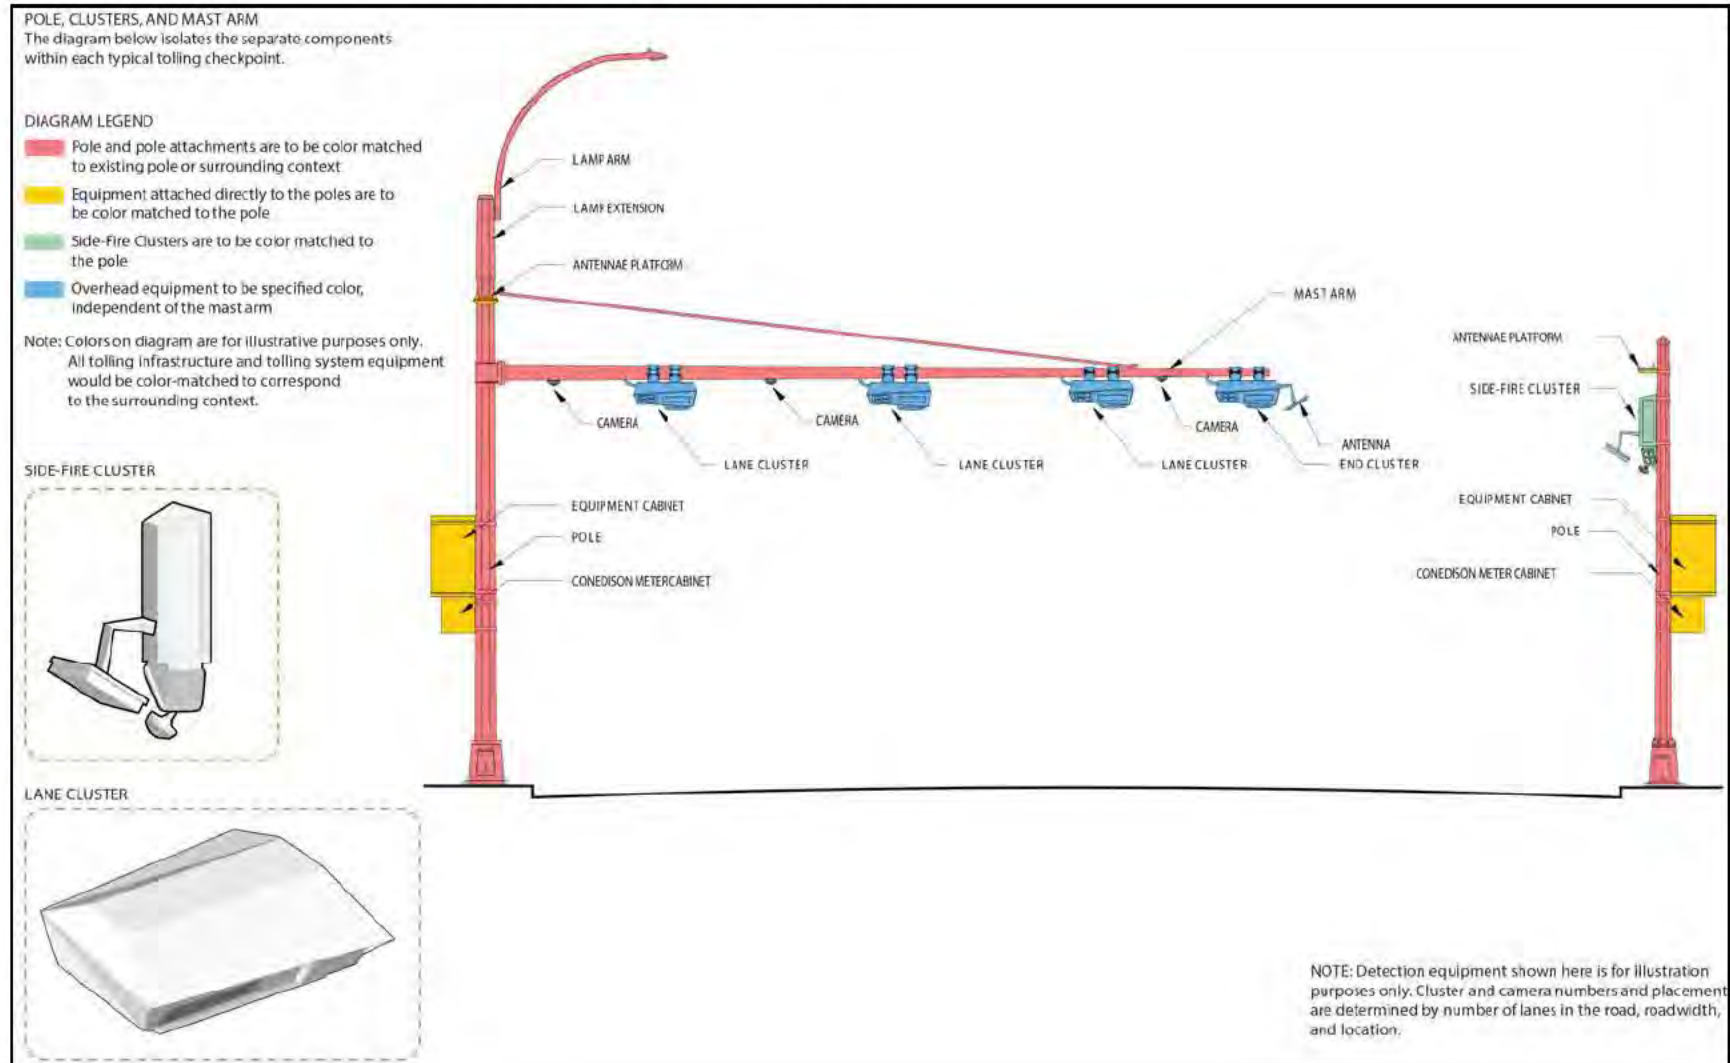 POLE, CLUSTERS, AND MAST ARM
The diagram below isolates the separate components
within each typical tolling checkpoint.
DIAGRAM LEGEND
Pole and pole attachments are to be color matched
to existing pole or surrounding context
Equipment attached directly to the poles are to
be color matched to the pole
Side-Fire Clusters are to be color matched to
the pole
Overhead equipment to be specified color,
independent of the mast arm
Note: Colors on diagram are for illustrative purposes only.
All tolling infrastructure and tolling system equipment
would be color-matched to correspond
to the surrounding context.
SIDE-FIRE CLUSTER
LANE CLUSTER
LAMP ARM
LAMP EXTENSION
ANTENNAE PLATFORM
MAST ARM
CAMERA
LANE CLUSTER
CAMERA
LANE CLUSTER
LANE CLUSTER
CAMERA
ANTENNA
END CLUSTER
EQUIPMENT CABINET
POLE
CONEDISON METER CABINET
ANTENNAE PLATFORM
SIDE-FIRE CLUSTER
EQUIPMENT CABINET
POLE
CONEDISON METER CABINET
NOTE: Detection equipment shown here is for illustration
purposes only. Cluster and camera numbers and placement
are determined by number of lanes in the road, roadwidth,
and location.